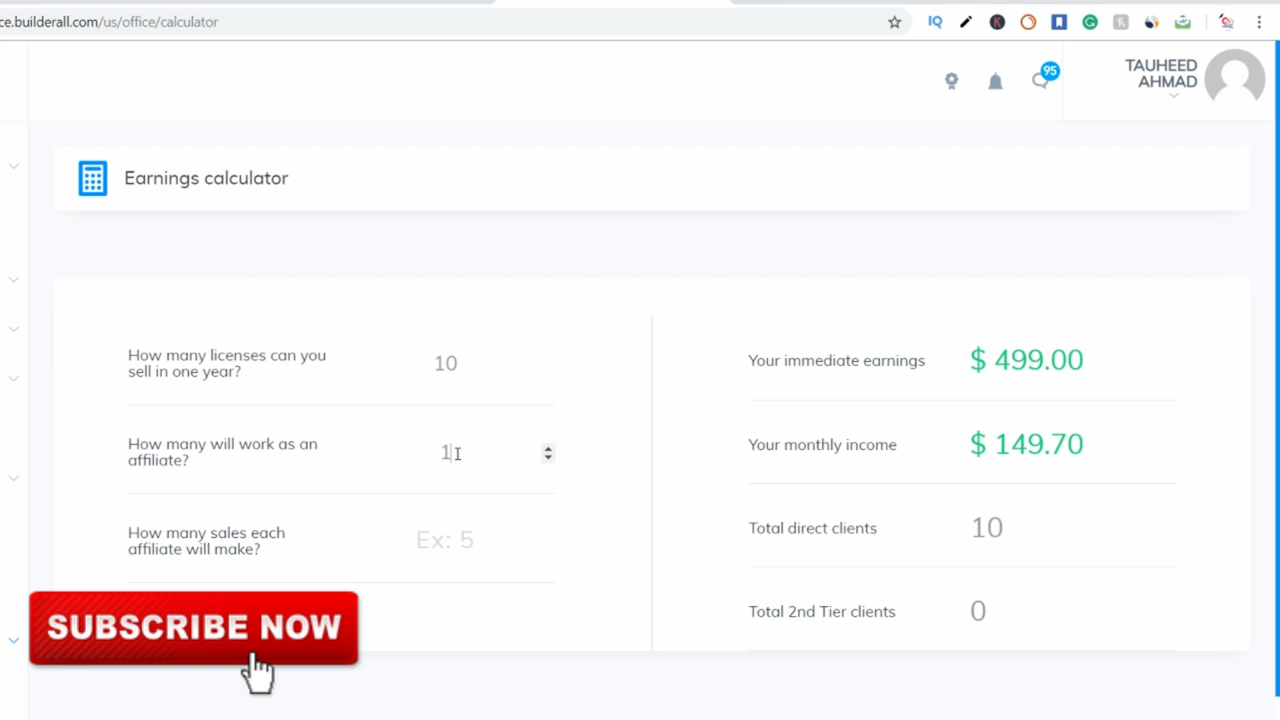 ce.builderall.com/us/office/calculator
IQ
95
TAUHEED
AHMAD
Earnings calculator
How many licenses can you
sell in one year?
10
How many will work as an
affiliate?
1
How many sales each
affiliate will make?
Ex: 5
Your immediate earnings
$ 499.00
Your monthly income
$ 149.70
Total direct clients
10
Total 2nd Tier clients
0
SUBSCRIBE NOW